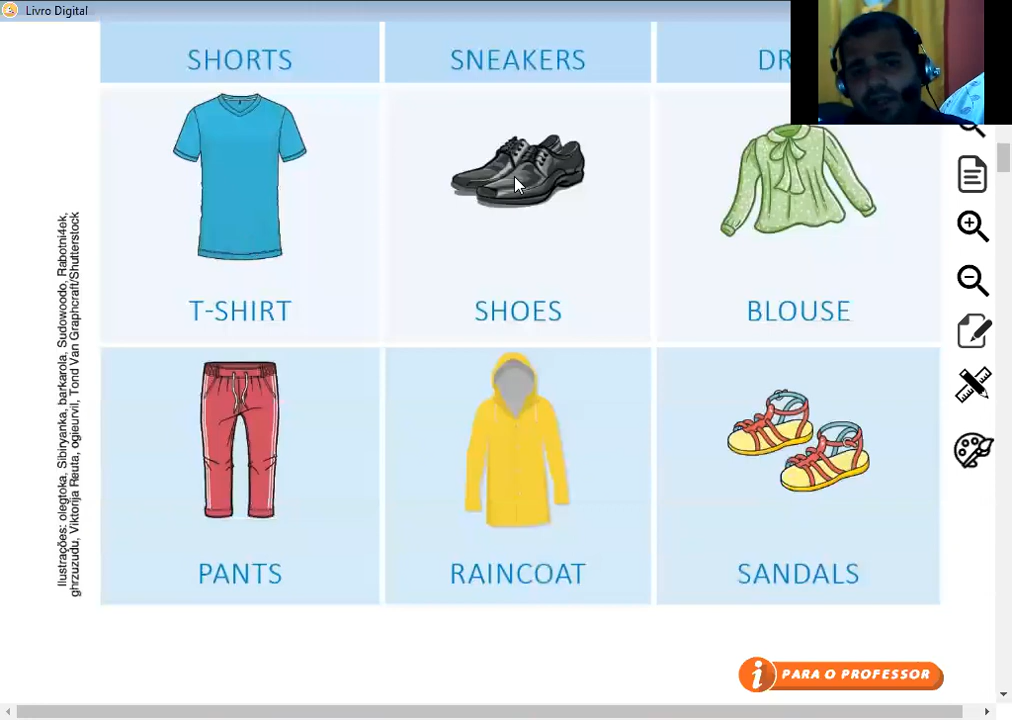 Livro Digital
SHORTS
SNEAKERS
T-SHIRT
SHOES
BLOUSE
PANTS
RAINCOAT
SANDALS
Ilustrações: olegtoka, Sibiryanka, barkarola, Sudowoodo, Rabotni4ek,
ghrzuzudu, Viktorija Reuta, ogieurvil, Tond Van Graphcraft/Shutterstock
i PARA O PROFESSOR